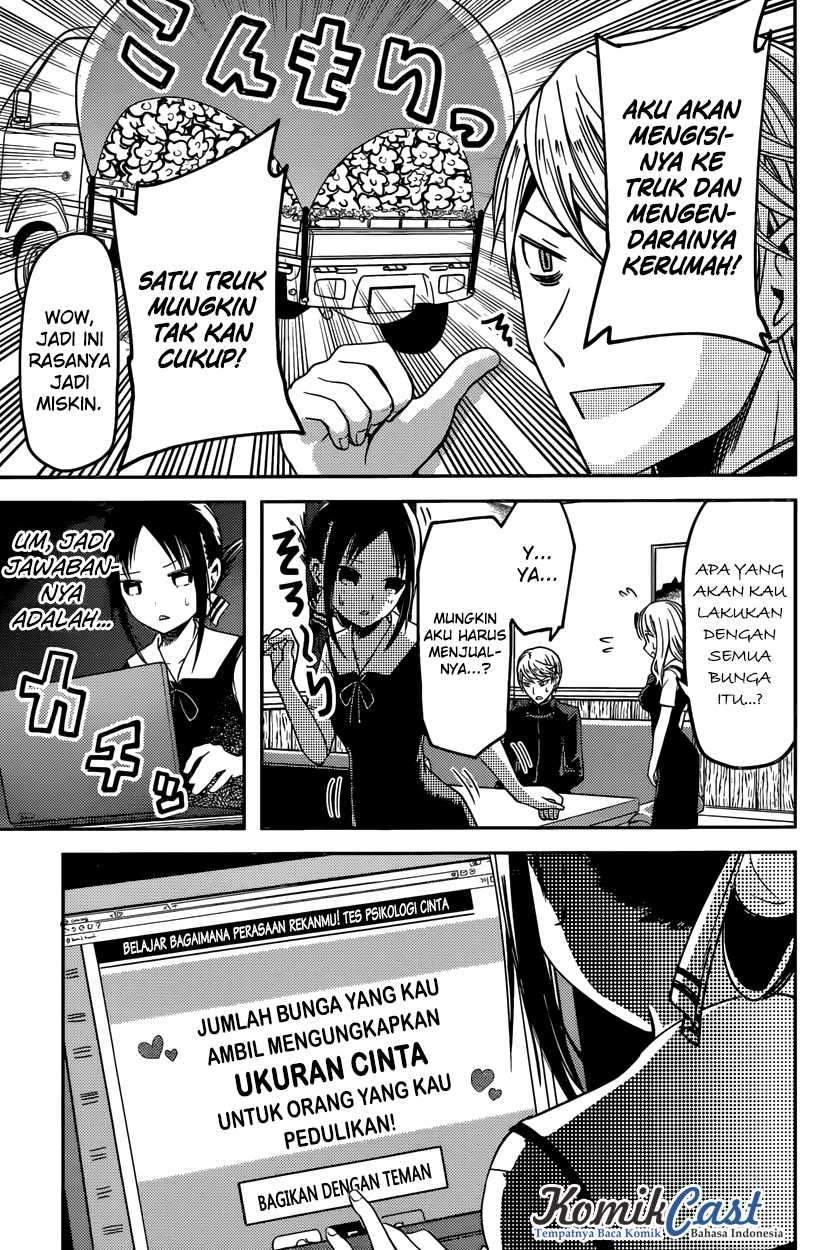 こんもりっ
AKU AKAN
MENGISI-
NYA KE
TRUK DAN
MENGEN-
DARAINYA
KERUMAH!
SATU TRUK
MUNGKIN
TAK KAN
CUKUP!
WOW,
JADI INI
RASANYA
JADI
MISKIN.
APA YANG
AKAN KAU
LAKUKAN
DENGAN
SEMUA
BUNGA
ITU...?
Y...
YA...
MUNGKIN
AKU HARUS
MENJUAL-
NYA...?
そろ〜り
UM, JADI
JAWABAN-
NYA
ADALAH...
カチッ
BELAJAR BAGAIMANA PERASAAN REKANMU! TES PSIKOLOGI CINTA
JUMLAH BUNGA YANG KAU
AMBIL MENGUNGKAPKAN
UKURAN CINTA
UNTUK ORANG YANG KAU
PEDULIKAN!
BAGIKAN DENGAN TEMAN
KomikCast
Tempatnya Baca Komik Bahasa Indonesia